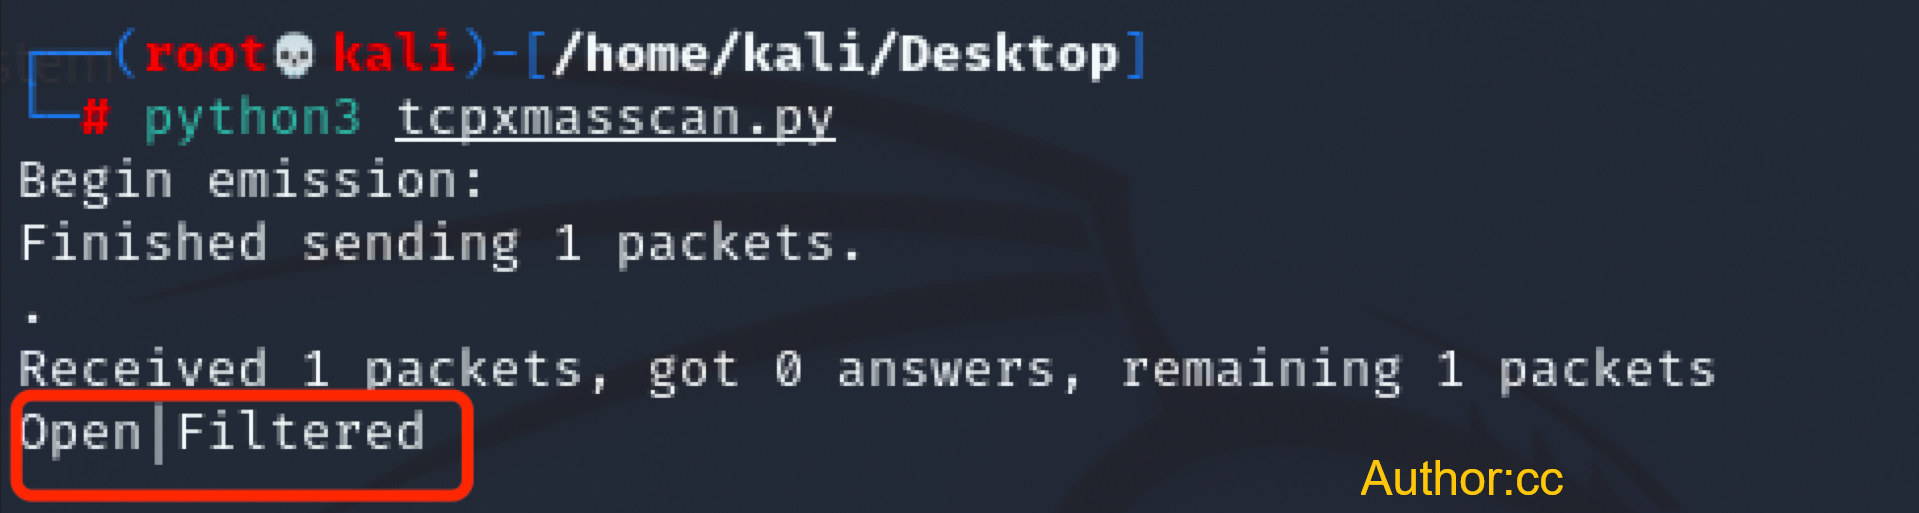 ┌──(root💀kali)-[/home/kali/Desktop]
└─# python3 tcpxmasscan.py
Begin emission:
Finished sending 1 packets.
.
Received 1 packets, got 0 answers, remaining 1 packets
Open|Filtered
Author:cc